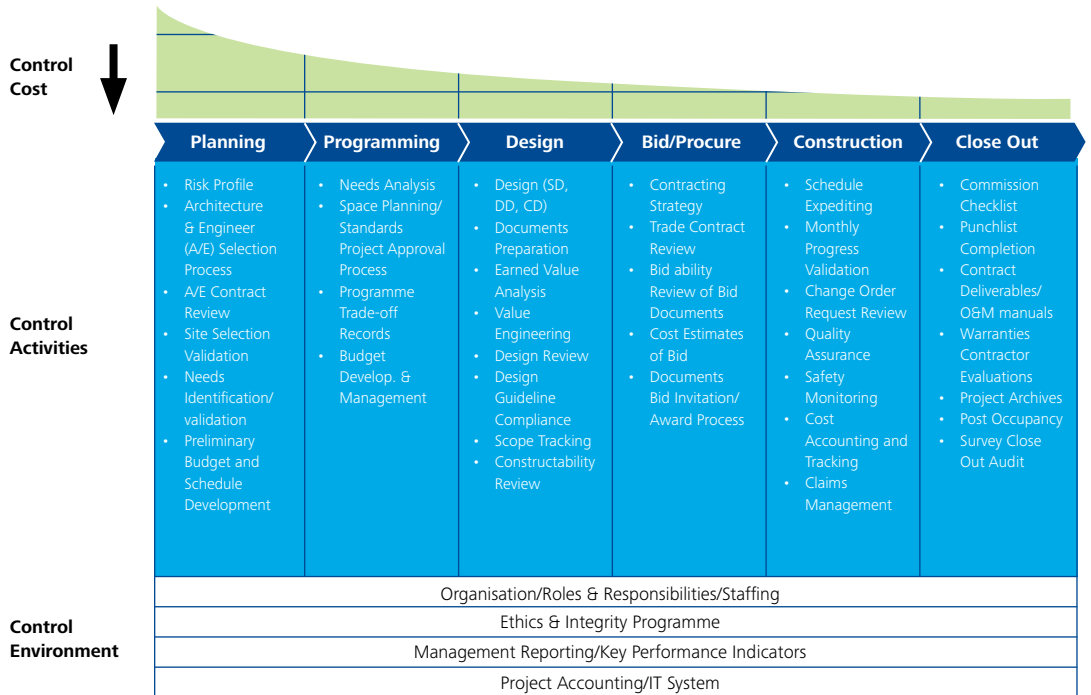 Control
Cost
Planning
Programming
Design
Bid/Procure
Construction
Close Out
Control
Activities
• Risk Profile
• Architecture
& Engineer
(A/E) Selection
Process
• A/E Contract
Review
• Site Selection
Validation
• Needs
Identification/
validation
• Preliminary
Budget and
Schedule
Development
• Needs Analysis
• Space Planning/
Standards
Project Approval
Process
• Programme
Trade-off
Records
• Budget
Develop. &
Management
• Design (SD,
DD, CD)
• Documents
Preparation
• Earned Value
Analysis
• Value
Engineering
• Design Review
• Design
Guideline
Compliance
• Scope Tracking
• Constructability
Review
• Contracting
Strategy
• Trade Contract
Review
• Bid ability
Review of Bid
Documents
• Cost Estimates
of Bid
• Documents
Bid Invitation/
Award Process
• Schedule
Expediting
• Monthly
Progress
Validation
• Change Order
Request Review
• Quality
Assurance
• Safety
Monitoring
• Cost
Accounting and
Tracking
• Claims
Management
• Commission
Checklist
• Punchlist
Completion
• Contract
Deliverables/
O&M manuals
• Warranties
Contractor
Evaluations
• Project Archives
• Post Occupancy
• Survey Close
Out Audit
Control
Environment
Organisation/Roles & Responsibilities/Staffing
Ethics & Integrity Programme
Management Reporting/Key Performance Indicators
Project Accounting/IT System